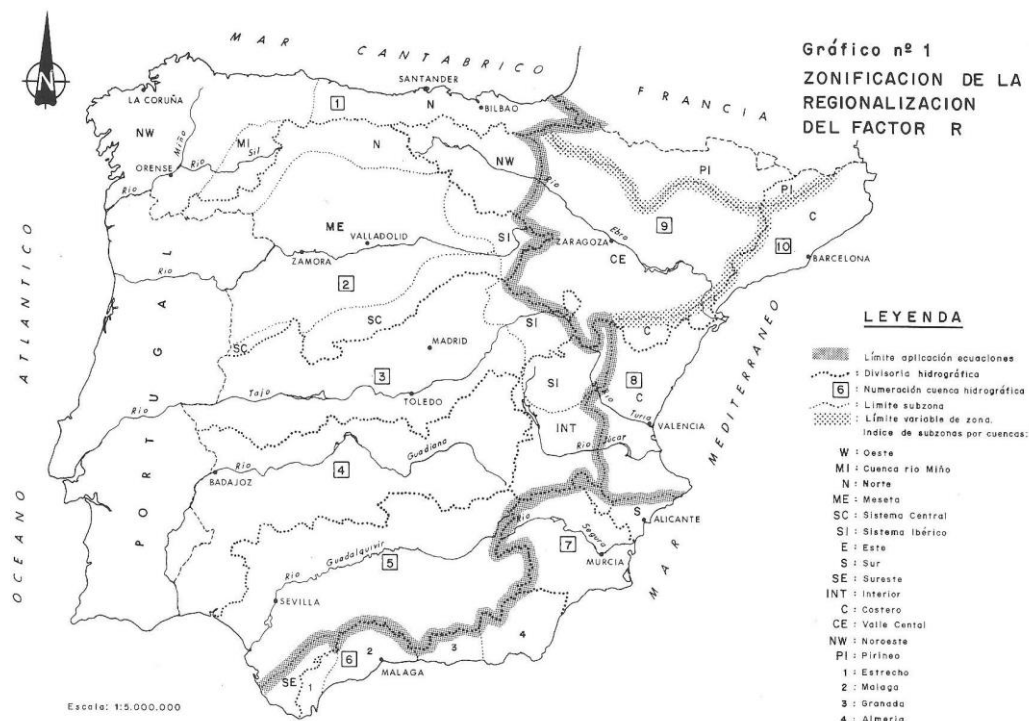 Gráfico nº 1
ZONIFICACION DE LA
REGIONALIZACION
DEL FACTOR R
N
MAR CANTABRICO
FRANCIA
OCEANO ATLANTICO
MAR MEDITERRANEO
PORTUGAL
LA CORUÑA
SANTANDER
BILBAO
1
N
NW
Miño
MI
Sil
Rio
ORENSE
Rio
N
NW
Rio
PI
PI
C
9
10
BARCELONA
ME
VALLADOLID
ZAMORA
SI
ZARAGOZA
Ebro
CE
Rio
2
SC
SC
SI
C
MADRID
3
TOLEDO
Tajo
Rio
SI
8
C
Rio
Turia
VALENCIA
INT
Rio Júcar
4
Guadiana
Rio
BADAJOZ
S
ALICANTE
Rio
Segura
7
MURCIA
5
Rio Guadalquivir
SEVILLA
6
SE
1
2
3
4
MALAGA
Escala: 1:5.000.000
LEYENDA
Límite aplicación ecuaciones
: Divisoria hidrográfica
6 : Numeración cuenca hidrográfica
: Limite subzona
: Límite variable de zona.
Indice de subzonas por cuencas:
W : Oeste
MI : Cuenca rio Miño
N : Norte
ME : Meseta
SC : Sistema Central
SI : Sistema Ibérico
E : Este
S : Sur
SE : Sureste
INT : Interior
C : Costero
CE : Valle Cental
NW : Noroeste
PI : Pirineo
1 : Estrecho
2 : Malaga
3 : Granada
4 : Almeria